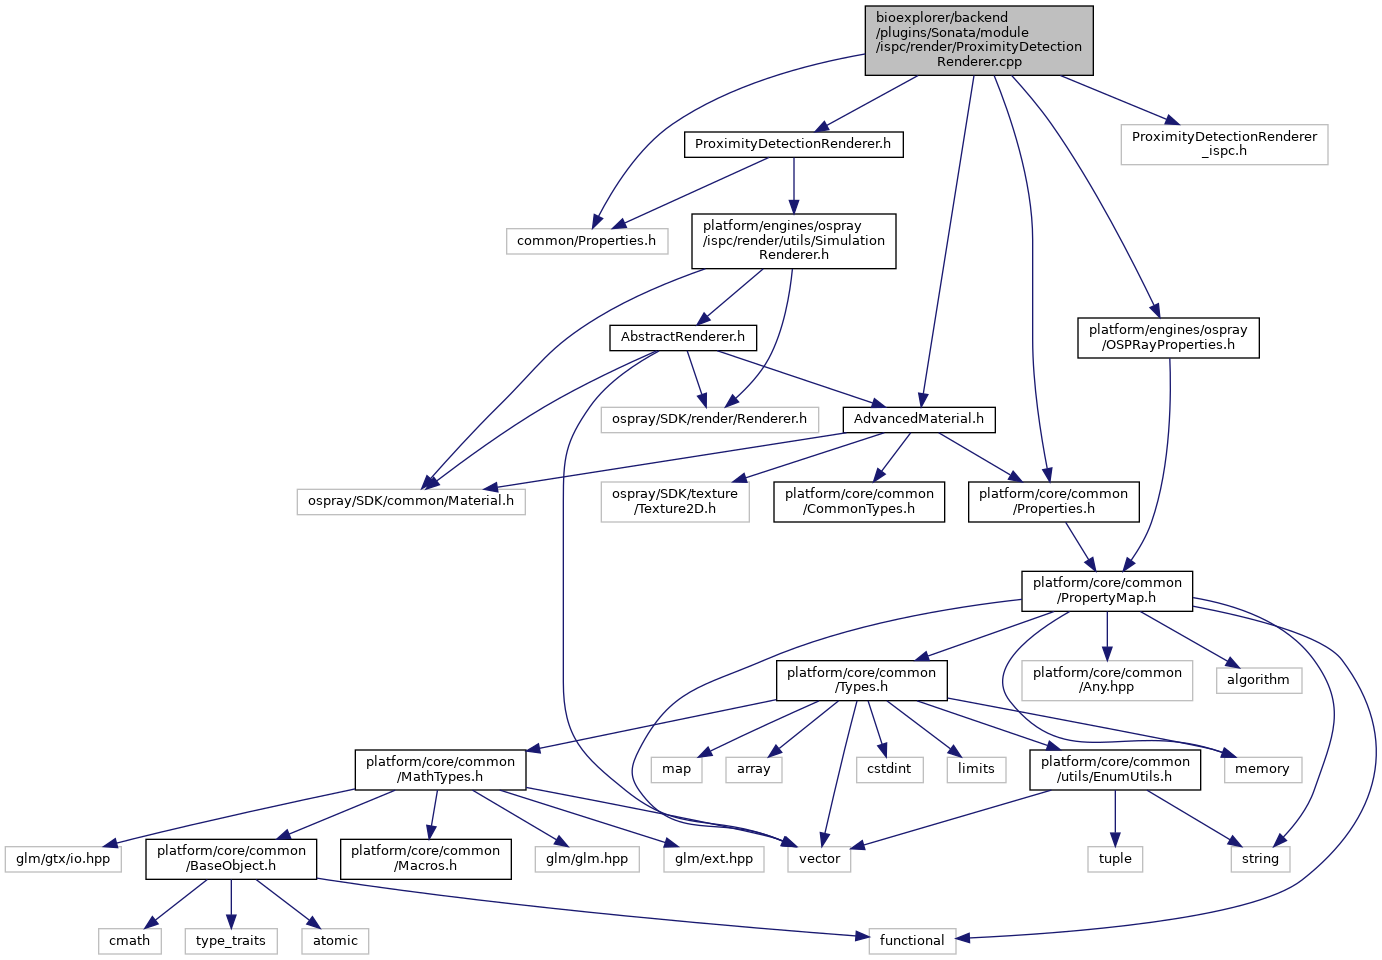 bioexplorer/backend
/plugins/Sonata/module
/ispc/render/ProximityDetection
Renderer.cpp
ProximityDetectionRenderer
_ispc.h
ProximityDetectionRenderer.h
common/Properties.h
platform/engines/ospray
/ispc/render/utils/Simulation
Renderer.h
AbstractRenderer.h
platform/engines/ospray
/OSPRayProperties.h
ospray/SDK/render/Renderer.h
AdvancedMaterial.h
ospray/SDK/common/Material.h
ospray/SDK/texture
/Texture2D.h
platform/core/common
/CommonTypes.h
platform/core/common
/Properties.h
platform/core/common
/PropertyMap.h
platform/core/common
/Types.h
platform/core/common
/Any.hpp
algorithm
platform/core/common
/MathTypes.h
map
array
cstdint
limits
platform/core/common
/utils/EnumUtils.h
memory
glm/gtx/io.hpp
platform/core/common
/BaseObject.h
platform/core/common
/Macros.h
glm/glm.hpp
glm/ext.hpp
vector
tuple
string
cmath
type_traits
atomic
functional